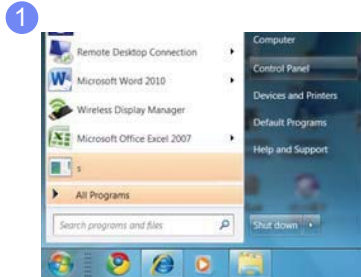 1
Remote Desktop Connection
Microsoft Word 2010
Wireless Display Manager
Microsoft Office Excel 2007
s
All Programs
Search programs and files
Computer
Control Panel
Devices and Printers
Default Programs
Help and Support
Shut down